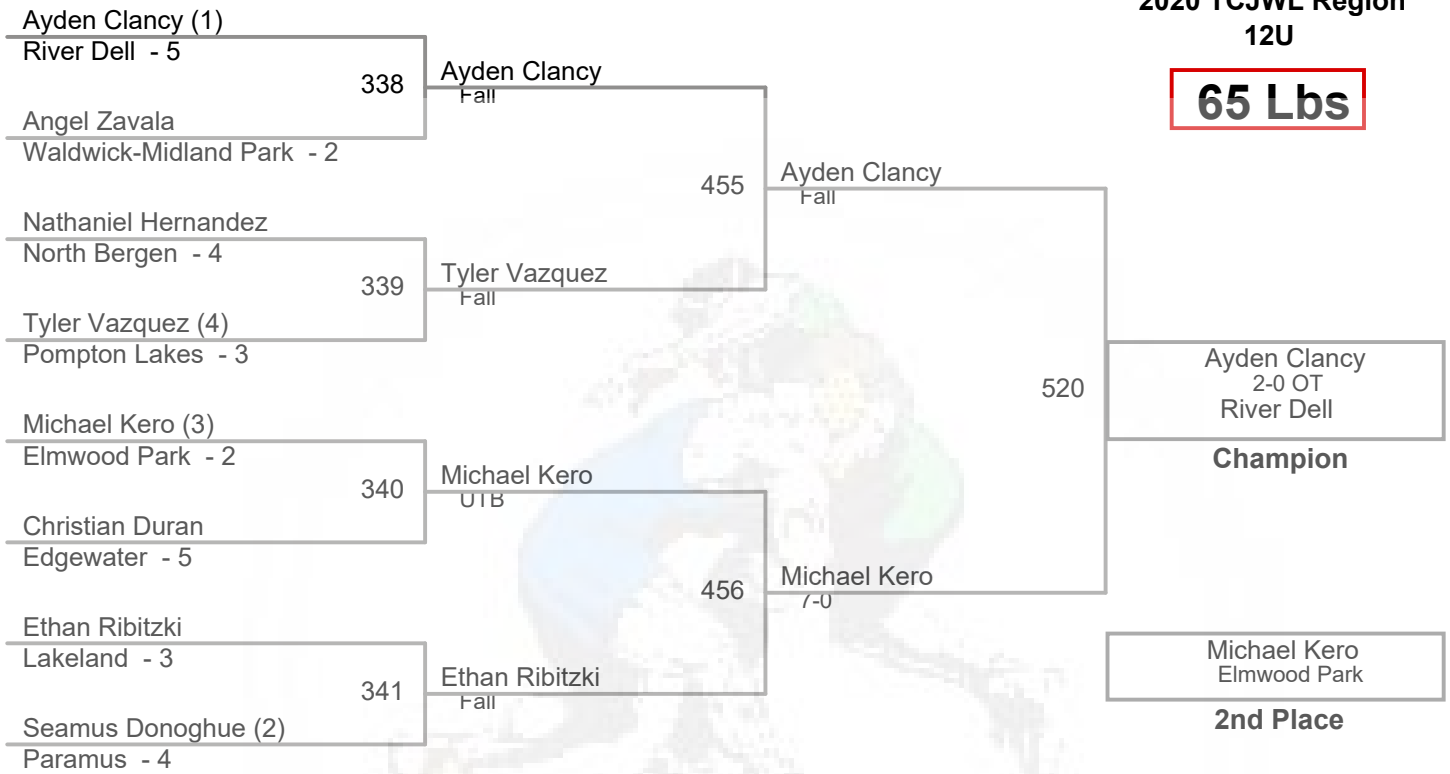 2020 TCJWL Region
12U
65 Lbs
Ayden Clancy (1)
River Dell - 5
338
Ayden Clancy
Fall
Angel Zavala
Waldwick-Midland Park - 2
455
Ayden Clancy
Fall
Nathaniel Hernandez
North Bergen - 4
339
Tyler Vazquez
Fall
Tyler Vazquez (4)
Pompton Lakes - 3
520
Ayden Clancy
2-0 OT
River Dell
Champion
Michael Kero (3)
Elmwood Park - 2
340
Michael Kero
UTB
Christian Duran
Edgewater - 5
456
Michael Kero
7-0
Ethan Ribitzki
Lakeland - 3
341
Ethan Ribitzki
Fall
Seamus Donoghue (2)
Paramus - 4
Michael Kero
Elmwood Park
2nd Place